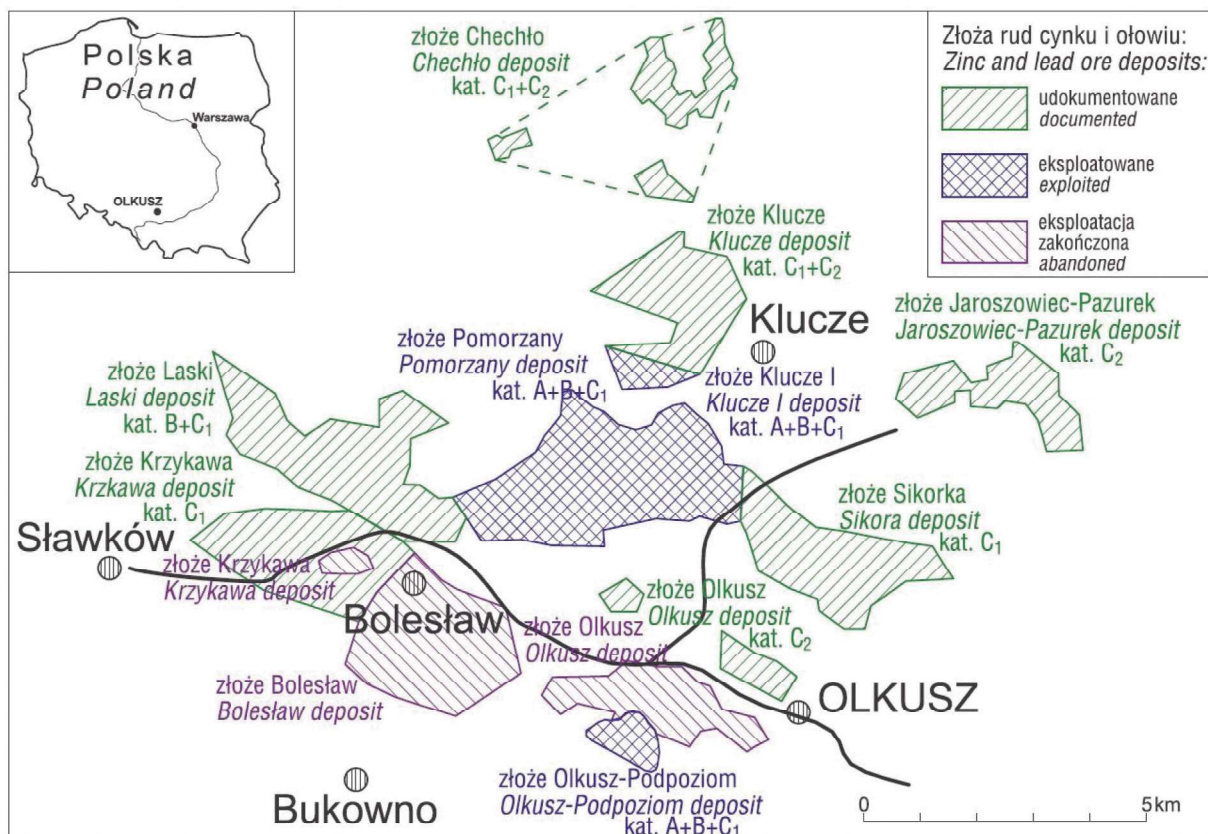 Polska
Poland
Warszawa
OLKUSZ
złoże Chechło
Chechło deposit
kat. C₁+C₂
Złoża rud cynku i ołowiu:
Zinc and lead ore deposits:
udokumentowane
documented
eksploatowane
exploited
eksploatacja
zakończona
abandoned
złoże Klucze
Klucze deposit
kat. C₁+C₂
Klucze
złoże Jaroszowiec-Pazurek
Jaroszowiec-Pazurek deposit
kat. C₂
złoże Pomorzany
Pomorzany deposit
kat. A+B+C₁
złoże Klucze I
Klucze I deposit
kat. A+B+C₁
złoże Laski
Laski deposit
kat. B+C₁
złoże Krzykawa
Krzkawa deposit
kat. C₁
Sławków
złoże Krzykawa
Krzykawa deposit
Bolesław
złoże Sikorka
Sikora deposit
kat. C₁
złoże Olkusz
Olkusz deposit
kat. C₂
złoże Olkusz
Olkusz deposit
złoże Bolesław
Bolesław deposit
OLKUSZ
Bukowno
złoże Olkusz-Podpoziom
Olkusz-Podpoziom deposit
kat. A+B+C₁
0 5 km